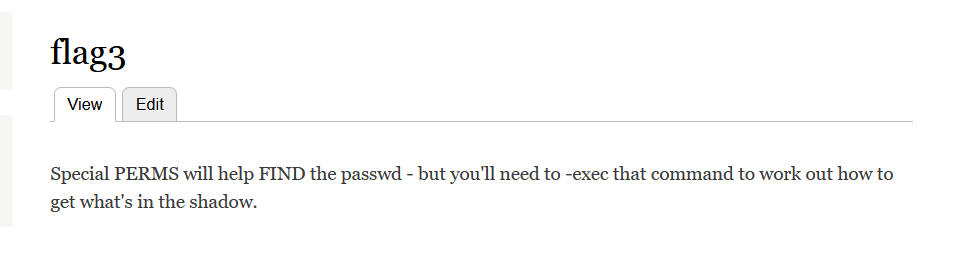 flag3
View Edit
Special PERMS will help FIND the passwd - but you'll need to -exec that command to work out how to
get what's in the shadow.